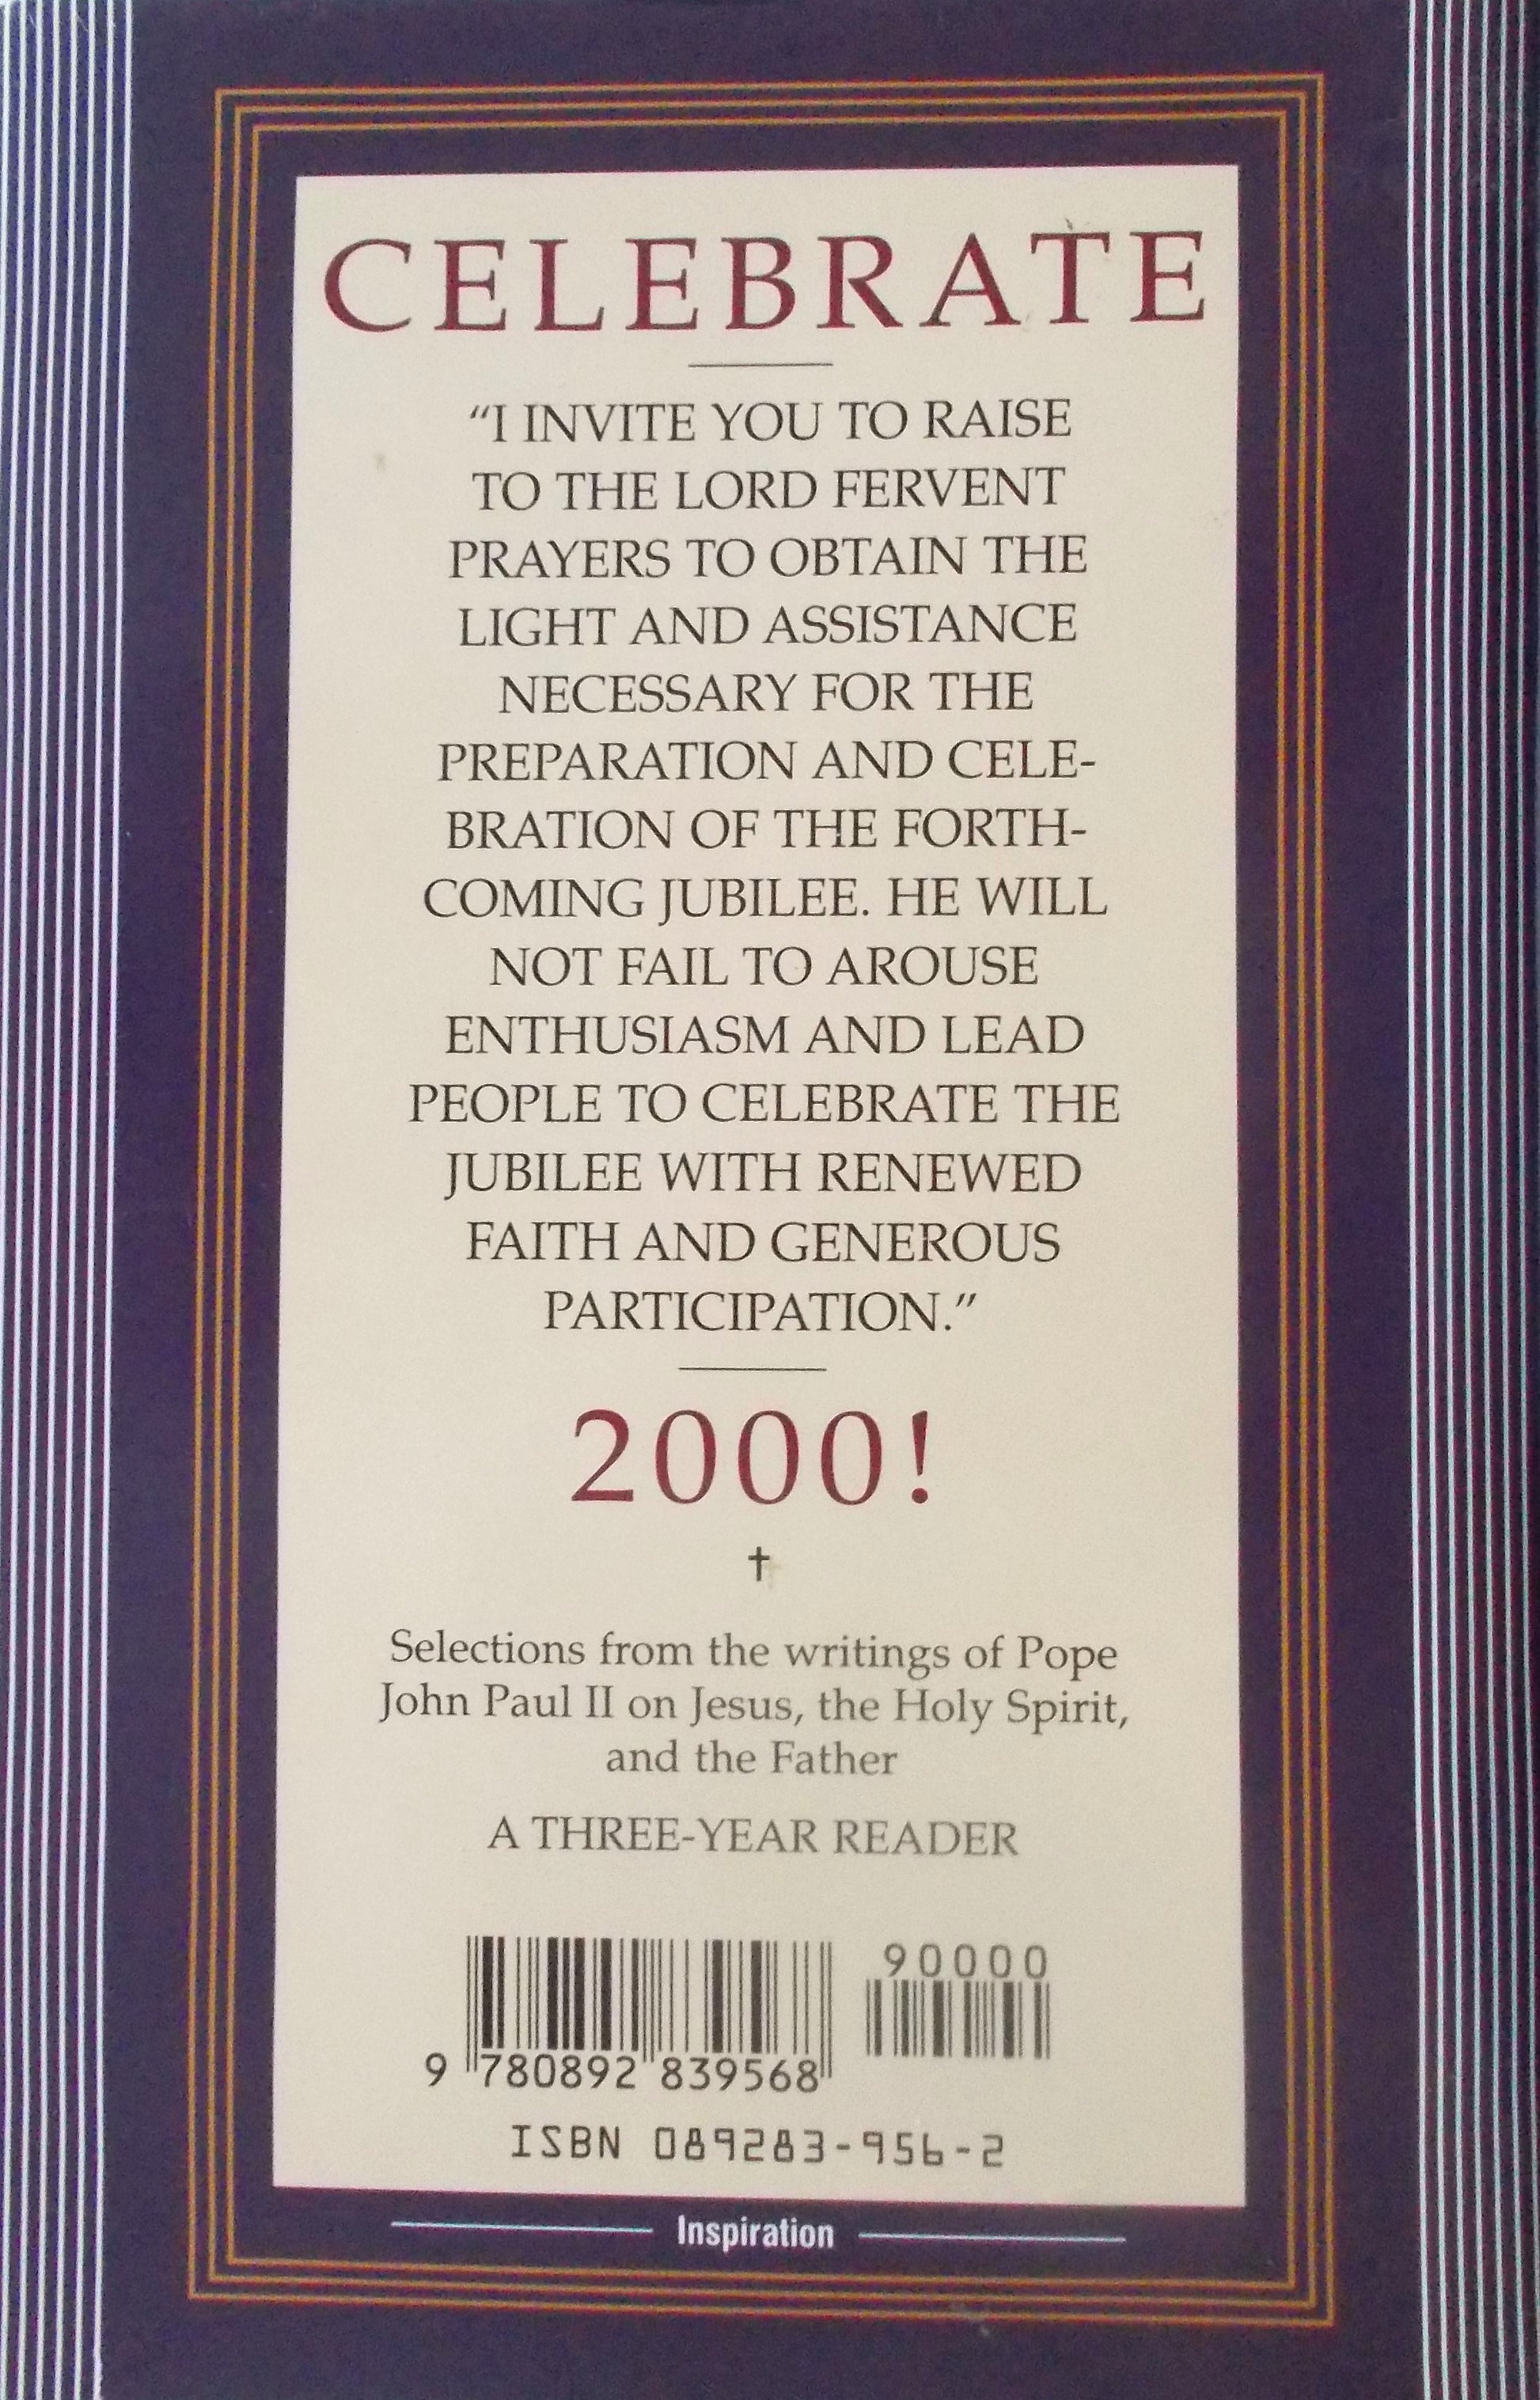 CELEBRATE
“I INVITE YOU TO RAISE
TO THE LORD FERVENT
PRAYERS TO OBTAIN THE
LIGHT AND ASSISTANCE
NECESSARY FOR THE
PREPARATION AND CELE-
BRATION OF THE FORTH-
COMING JUBILEE. HE WILL
NOT FAIL TO AROUSE
ENTHUSIASM AND LEAD
PEOPLE TO CELEBRATE THE
JUBILEE WITH RENEWED
FAITH AND GENEROUS
PARTICIPATION.”
2000!
†
Selections from the writings of Pope
John Paul II on Jesus, the Holy Spirit,
and the Father
A THREE-YEAR READER
90000
9 780892 839568
ISBN 089283-956-2
Inspiration